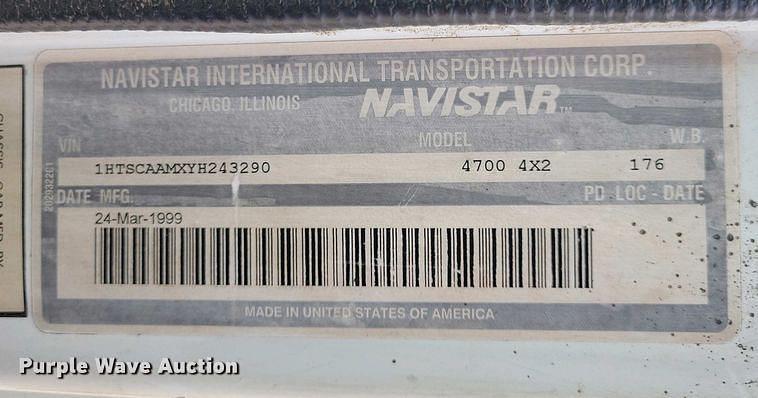 NAVISTAR INTERNATIONAL TRANSPORTATION CORP.
CHICAGO, ILLINOIS NAVISTAR TM
VIN MODEL W.B.
1HTSCAAMXYH243290 4700 4X2 176
DATE MFG. PD LOC - DATE
24-Mar-1999
MADE IN UNITED STATES OF AMERICA
Purple Wave Auction